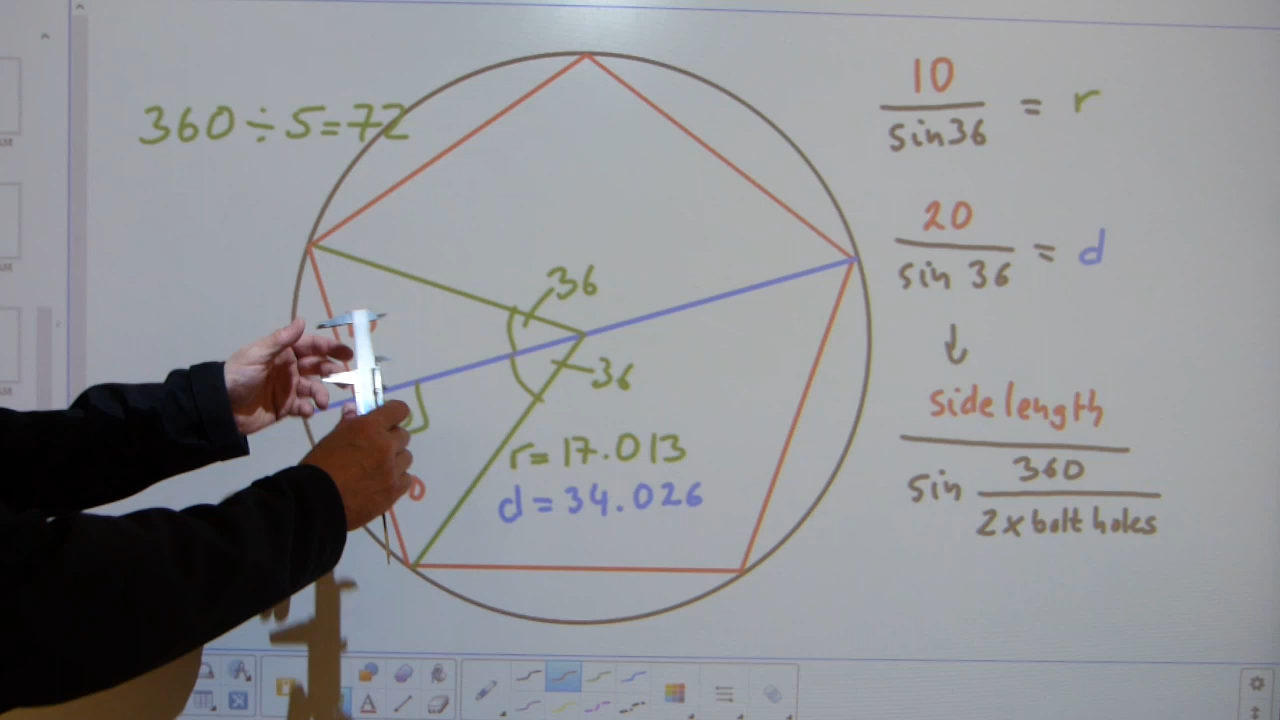 360÷5=72
36
36
r=17.013
d=34.026
10
sin36
= r
20
sin 36
= d
↓
side length
sin
360
2 x bolt holes